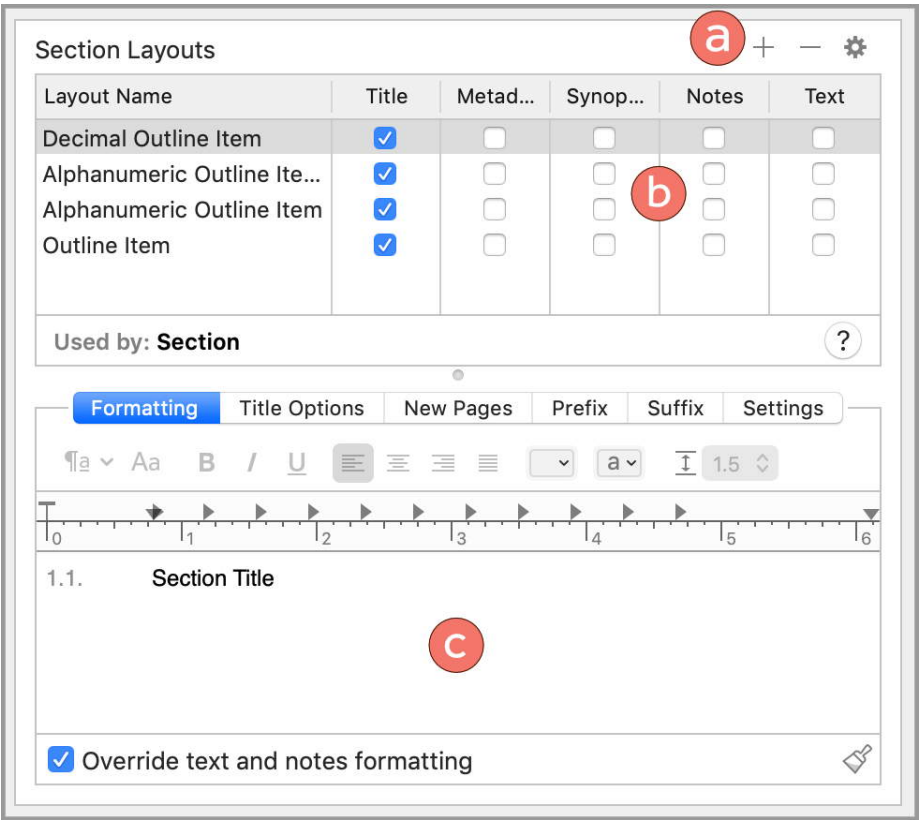 a
Section Layouts
Layout Name Title Metad... Synop... Notes Text
Decimal Outline Item
Alphanumeric Outline Ite...
b
Alphanumeric Outline Item
Outline Item
Used by: Section ?
Formatting Title Options New Pages Prefix Suffix Settings
¶a Aa B I U a 1.5
0 1 2 3 4 5 6
1.1. Section Title
c
Override text and notes formatting